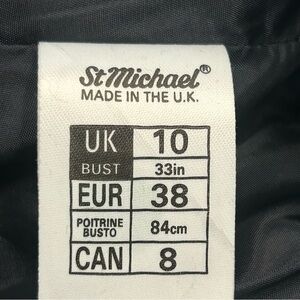 St Michael®
MADE IN THE U.K.
UK 10
BUST 33in
EUR 38
POITRINE
BUSTO 84cm
CAN 8